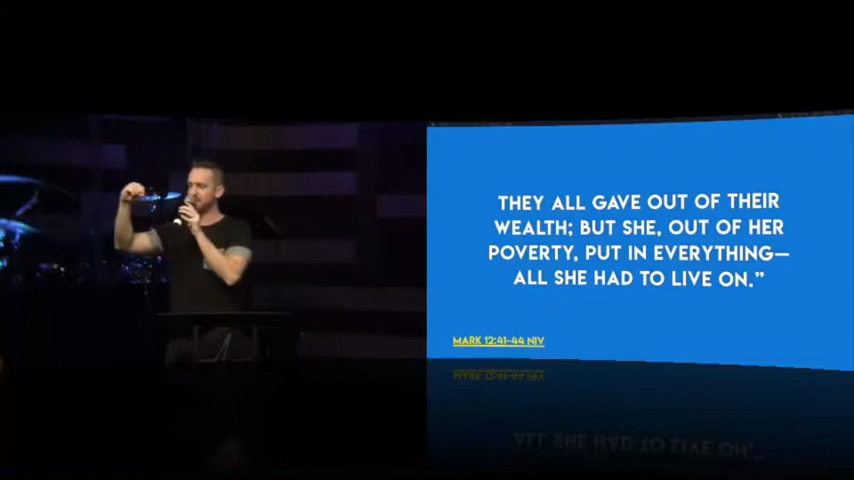 THEY ALL GAVE OUT OF THEIR
WEALTH; BUT SHE, OUT OF HER
POVERTY, PUT IN EVERYTHING—
ALL SHE HAD TO LIVE ON.”
MARK 12:41-44 NIV